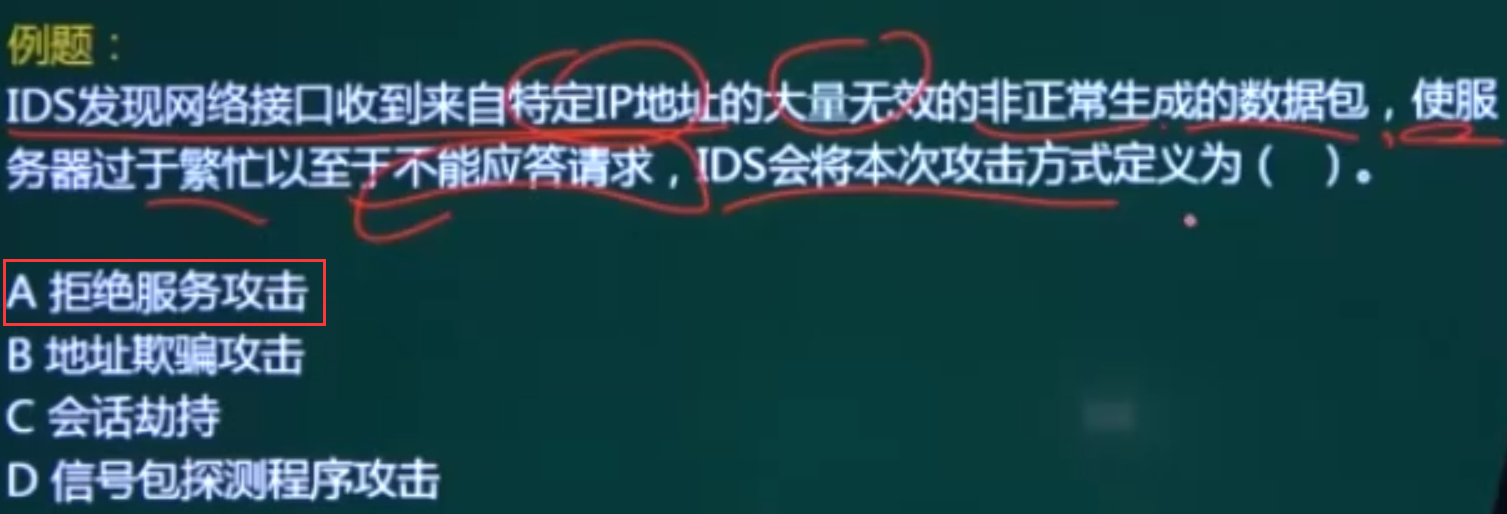 例题：
IDS发现网络接口收到来自特定IP地址的大量无效的非正常生成的数据包，使服
务器过于繁忙以至于不能应答请求，IDS会将本次攻击方式定义为（ ）。
A 拒绝服务攻击
B 地址欺骗攻击
C 会话劫持
D 信号包探测程序攻击